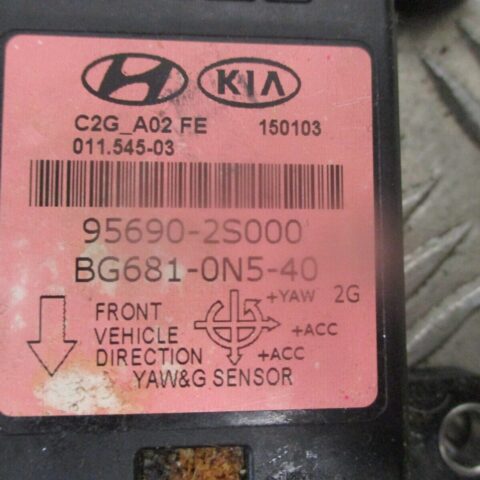 KIA
C2G_A02 FE 150103
011.545-03
95690-2S000
BG681-0N5-40
+YAW 2G
FRONT
VEHICLE +ACC
DIRECTION +ACC
YAW&G SENSOR